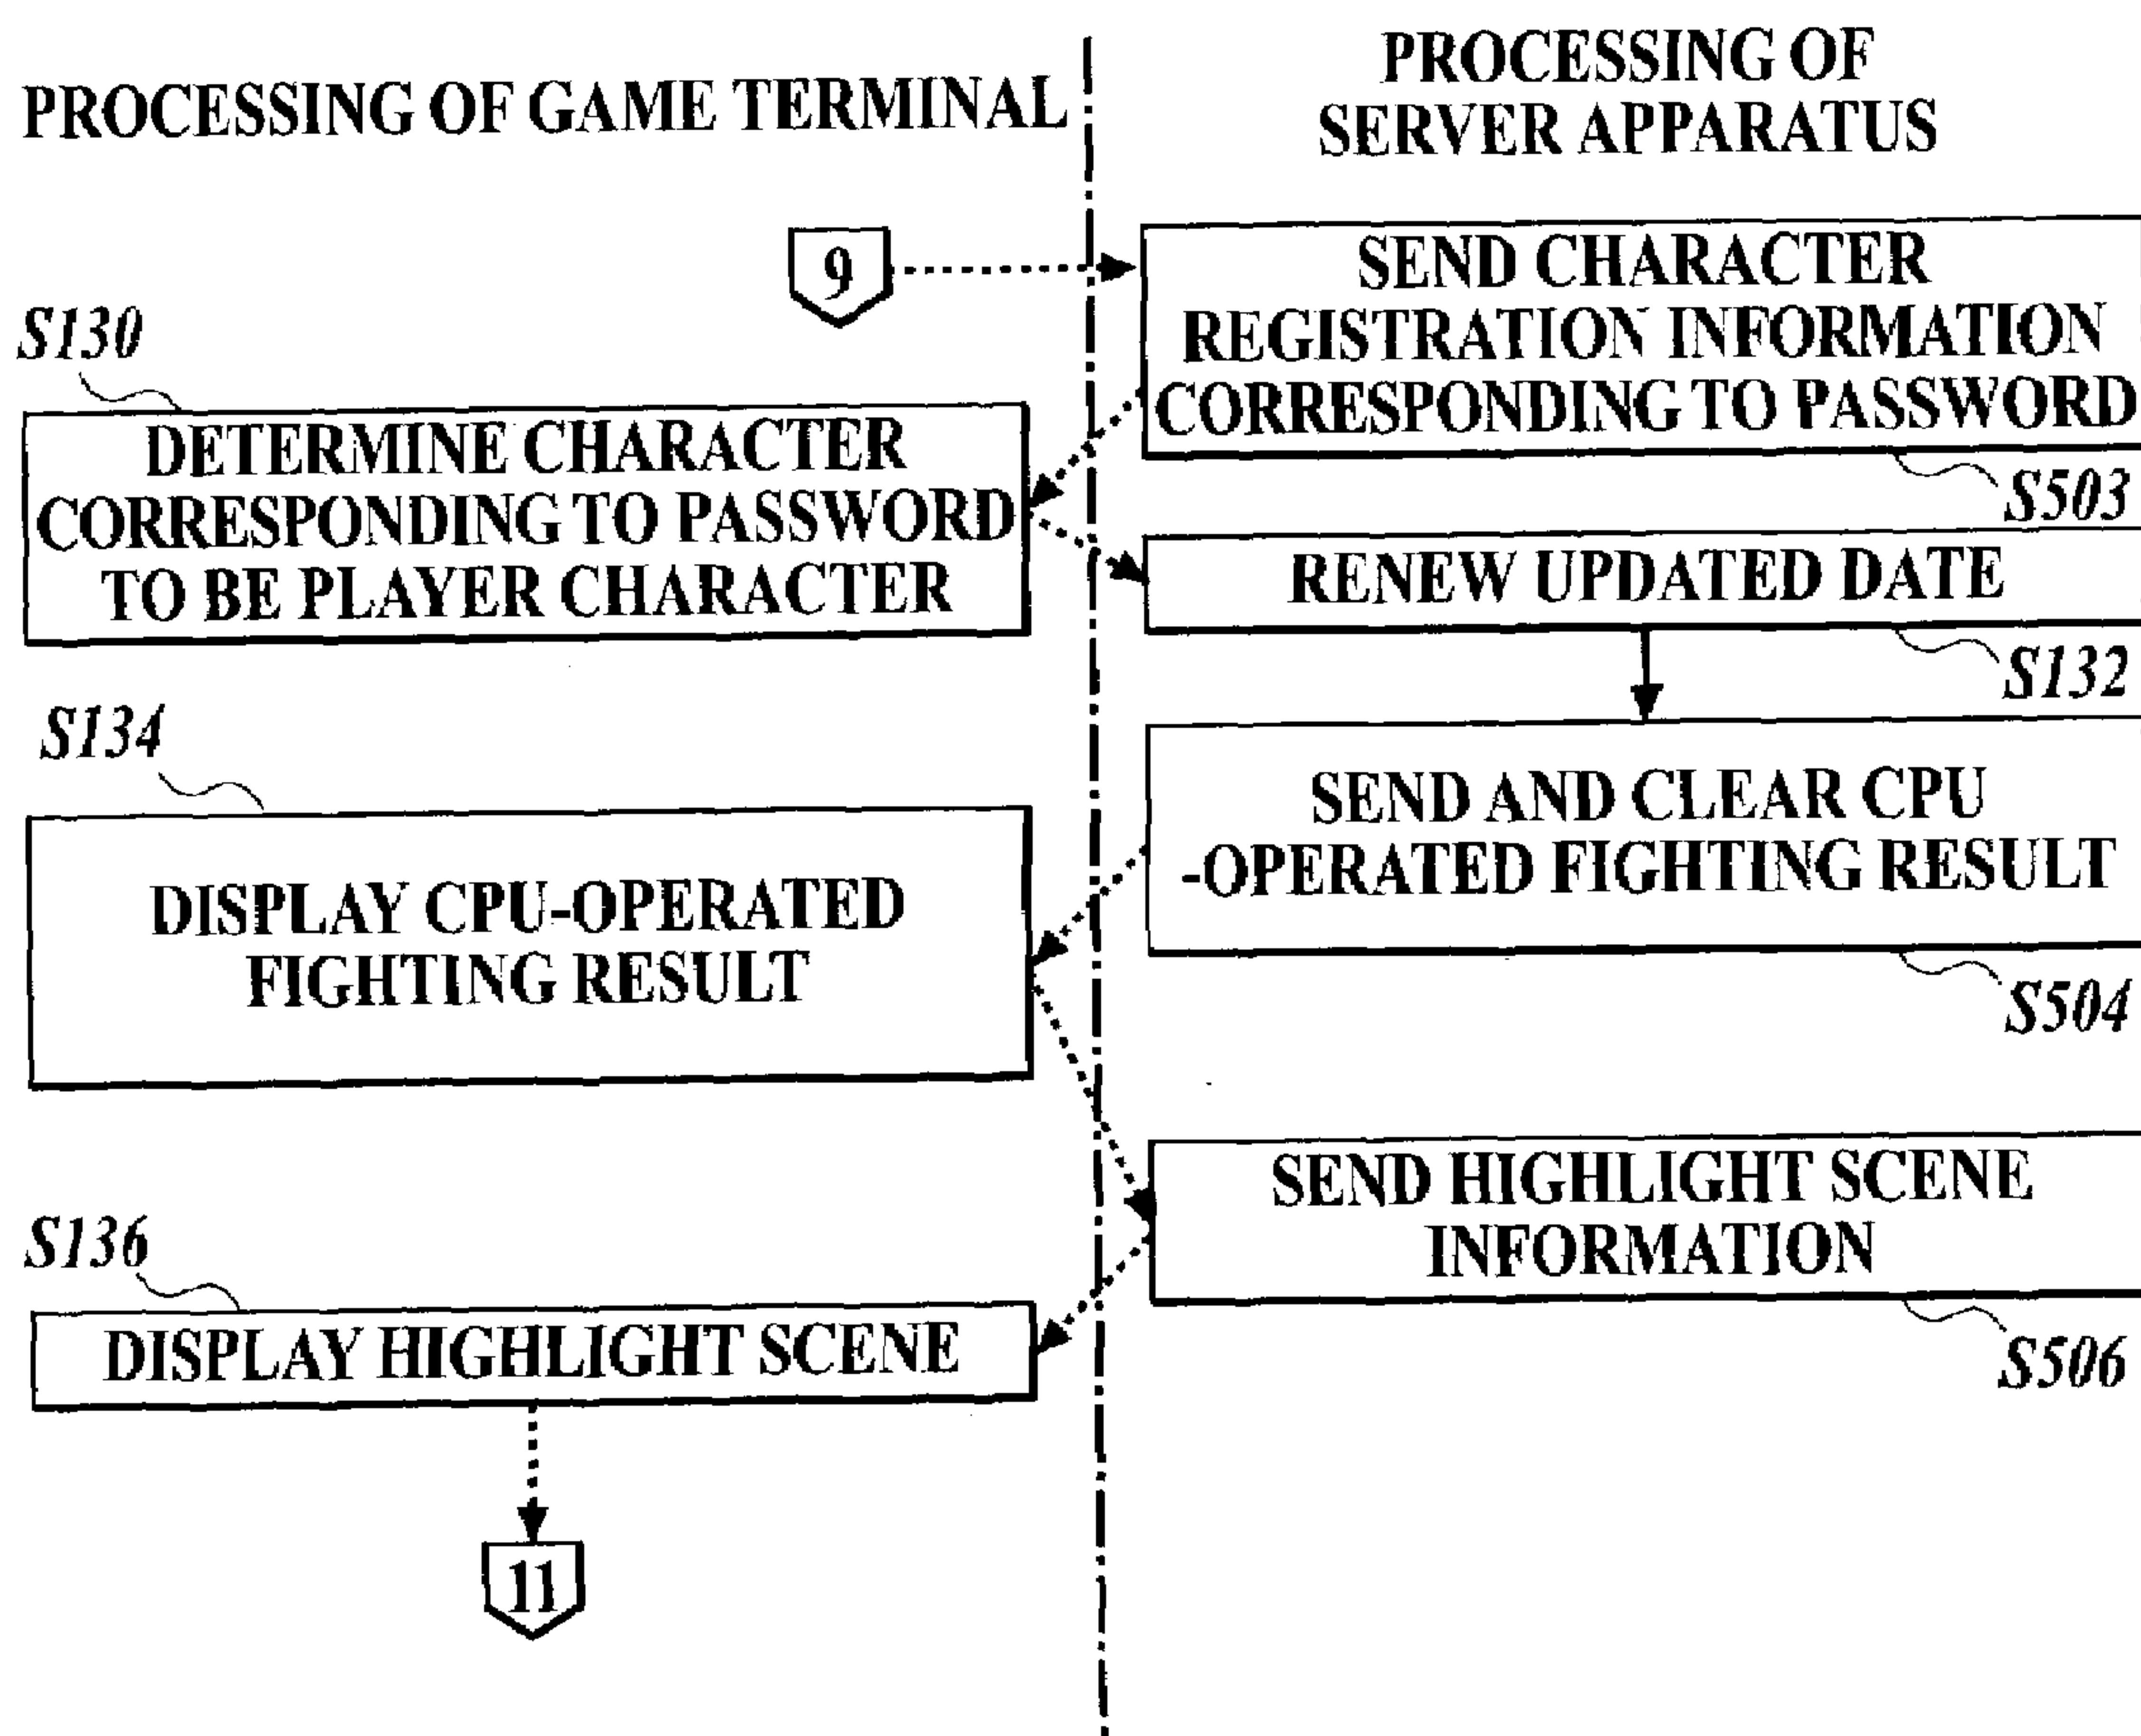 PROCESSING OF GAME TERMINAL
PROCESSING OF
SERVER APPARATUS
9
SEND CHARACTER
REGISTRATION INFORMATION
CORRESPONDING TO PASSWORD
S503
S130
DETERMINE CHARACTER
CORRESPONDING TO PASSWORD
TO BE PLAYER CHARACTER
RENEW UPDATED DATE
S132
SEND AND CLEAR CPU
-OPERATED FIGHTING RESULT
S504
S134
DISPLAY CPU-OPERATED
FIGHTING RESULT
SEND HIGHLIGHT SCENE
INFORMATION
S506
S136
DISPLAY HIGHLIGHT SCENE
11